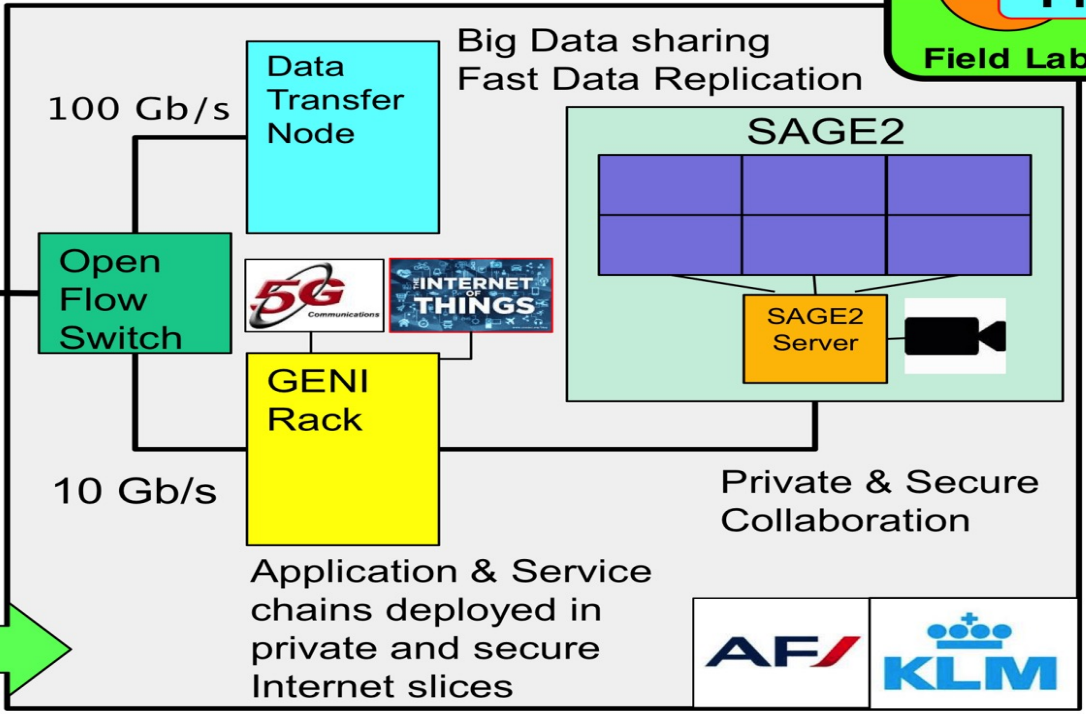 Field Lab
Big Data sharing
Fast Data Replication
100 Gb/s
Data
Transfer
Node
SAGE2
Open
Flow
Switch
5G
Communications
THE INTERNET
OF
THINGS
SAGE2
Server
GENI
Rack
10 Gb/s
Private & Secure
Collaboration
Application & Service
chains deployed in
private and secure
Internet slices
AF
KLM